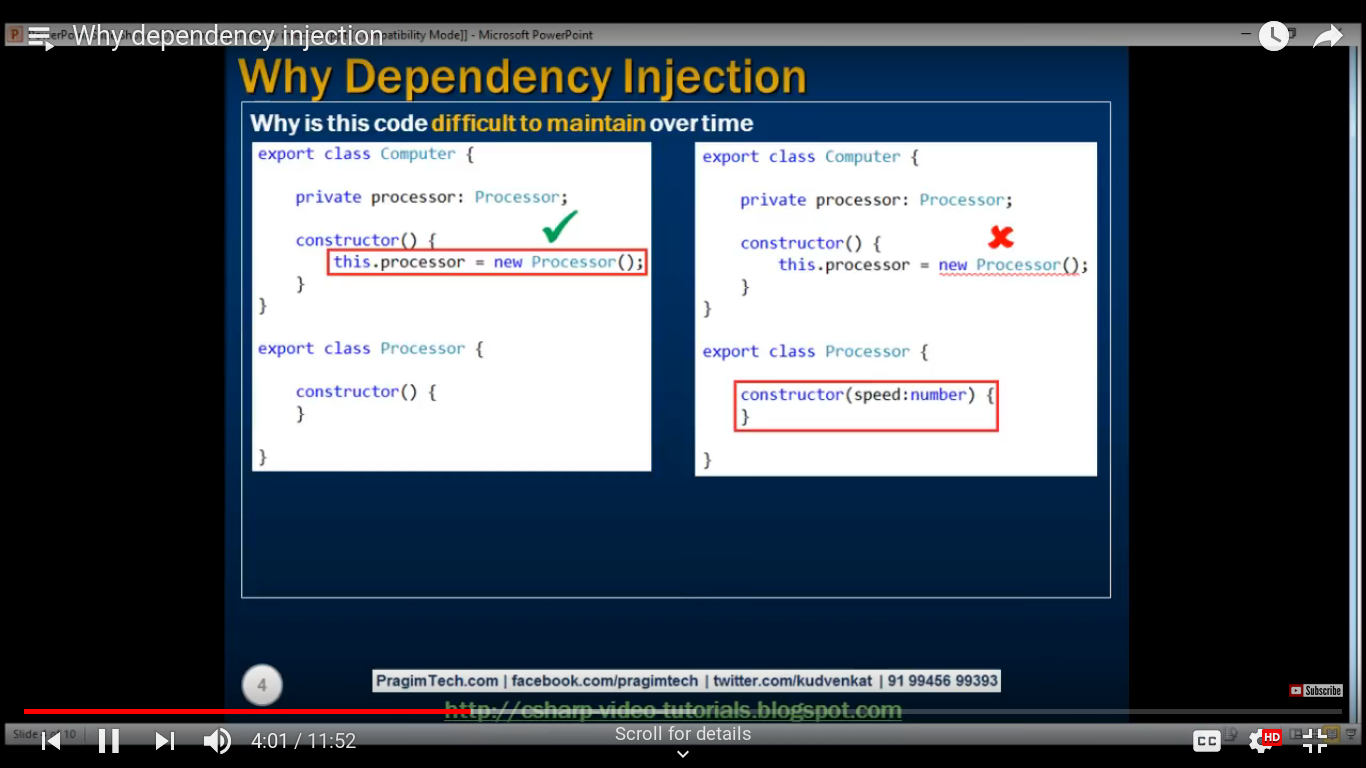 Why dependency injection
patibility Mode]] - Microsoft PowerPoint
Why Dependency Injection
Why is this code difficult to maintain over time
export class Computer {
private processor: Processor;
constructor() {
this.processor = new Processor();
}
}
export class Processor {
constructor() {
}
}
export class Computer {
private processor: Processor;
constructor() {
this.processor = new Processor();
}
}
export class Processor {
constructor(speed:number) {
}
}
4
PragimTech.com | facebook.com/pragimtech | twitter.com/kudvenkat | 91 99456 99393
Subscribe
http://csharp-video-tutorials.blogspot.com
Slide
10
4:01 / 11:52
Scroll for details
CC
HD